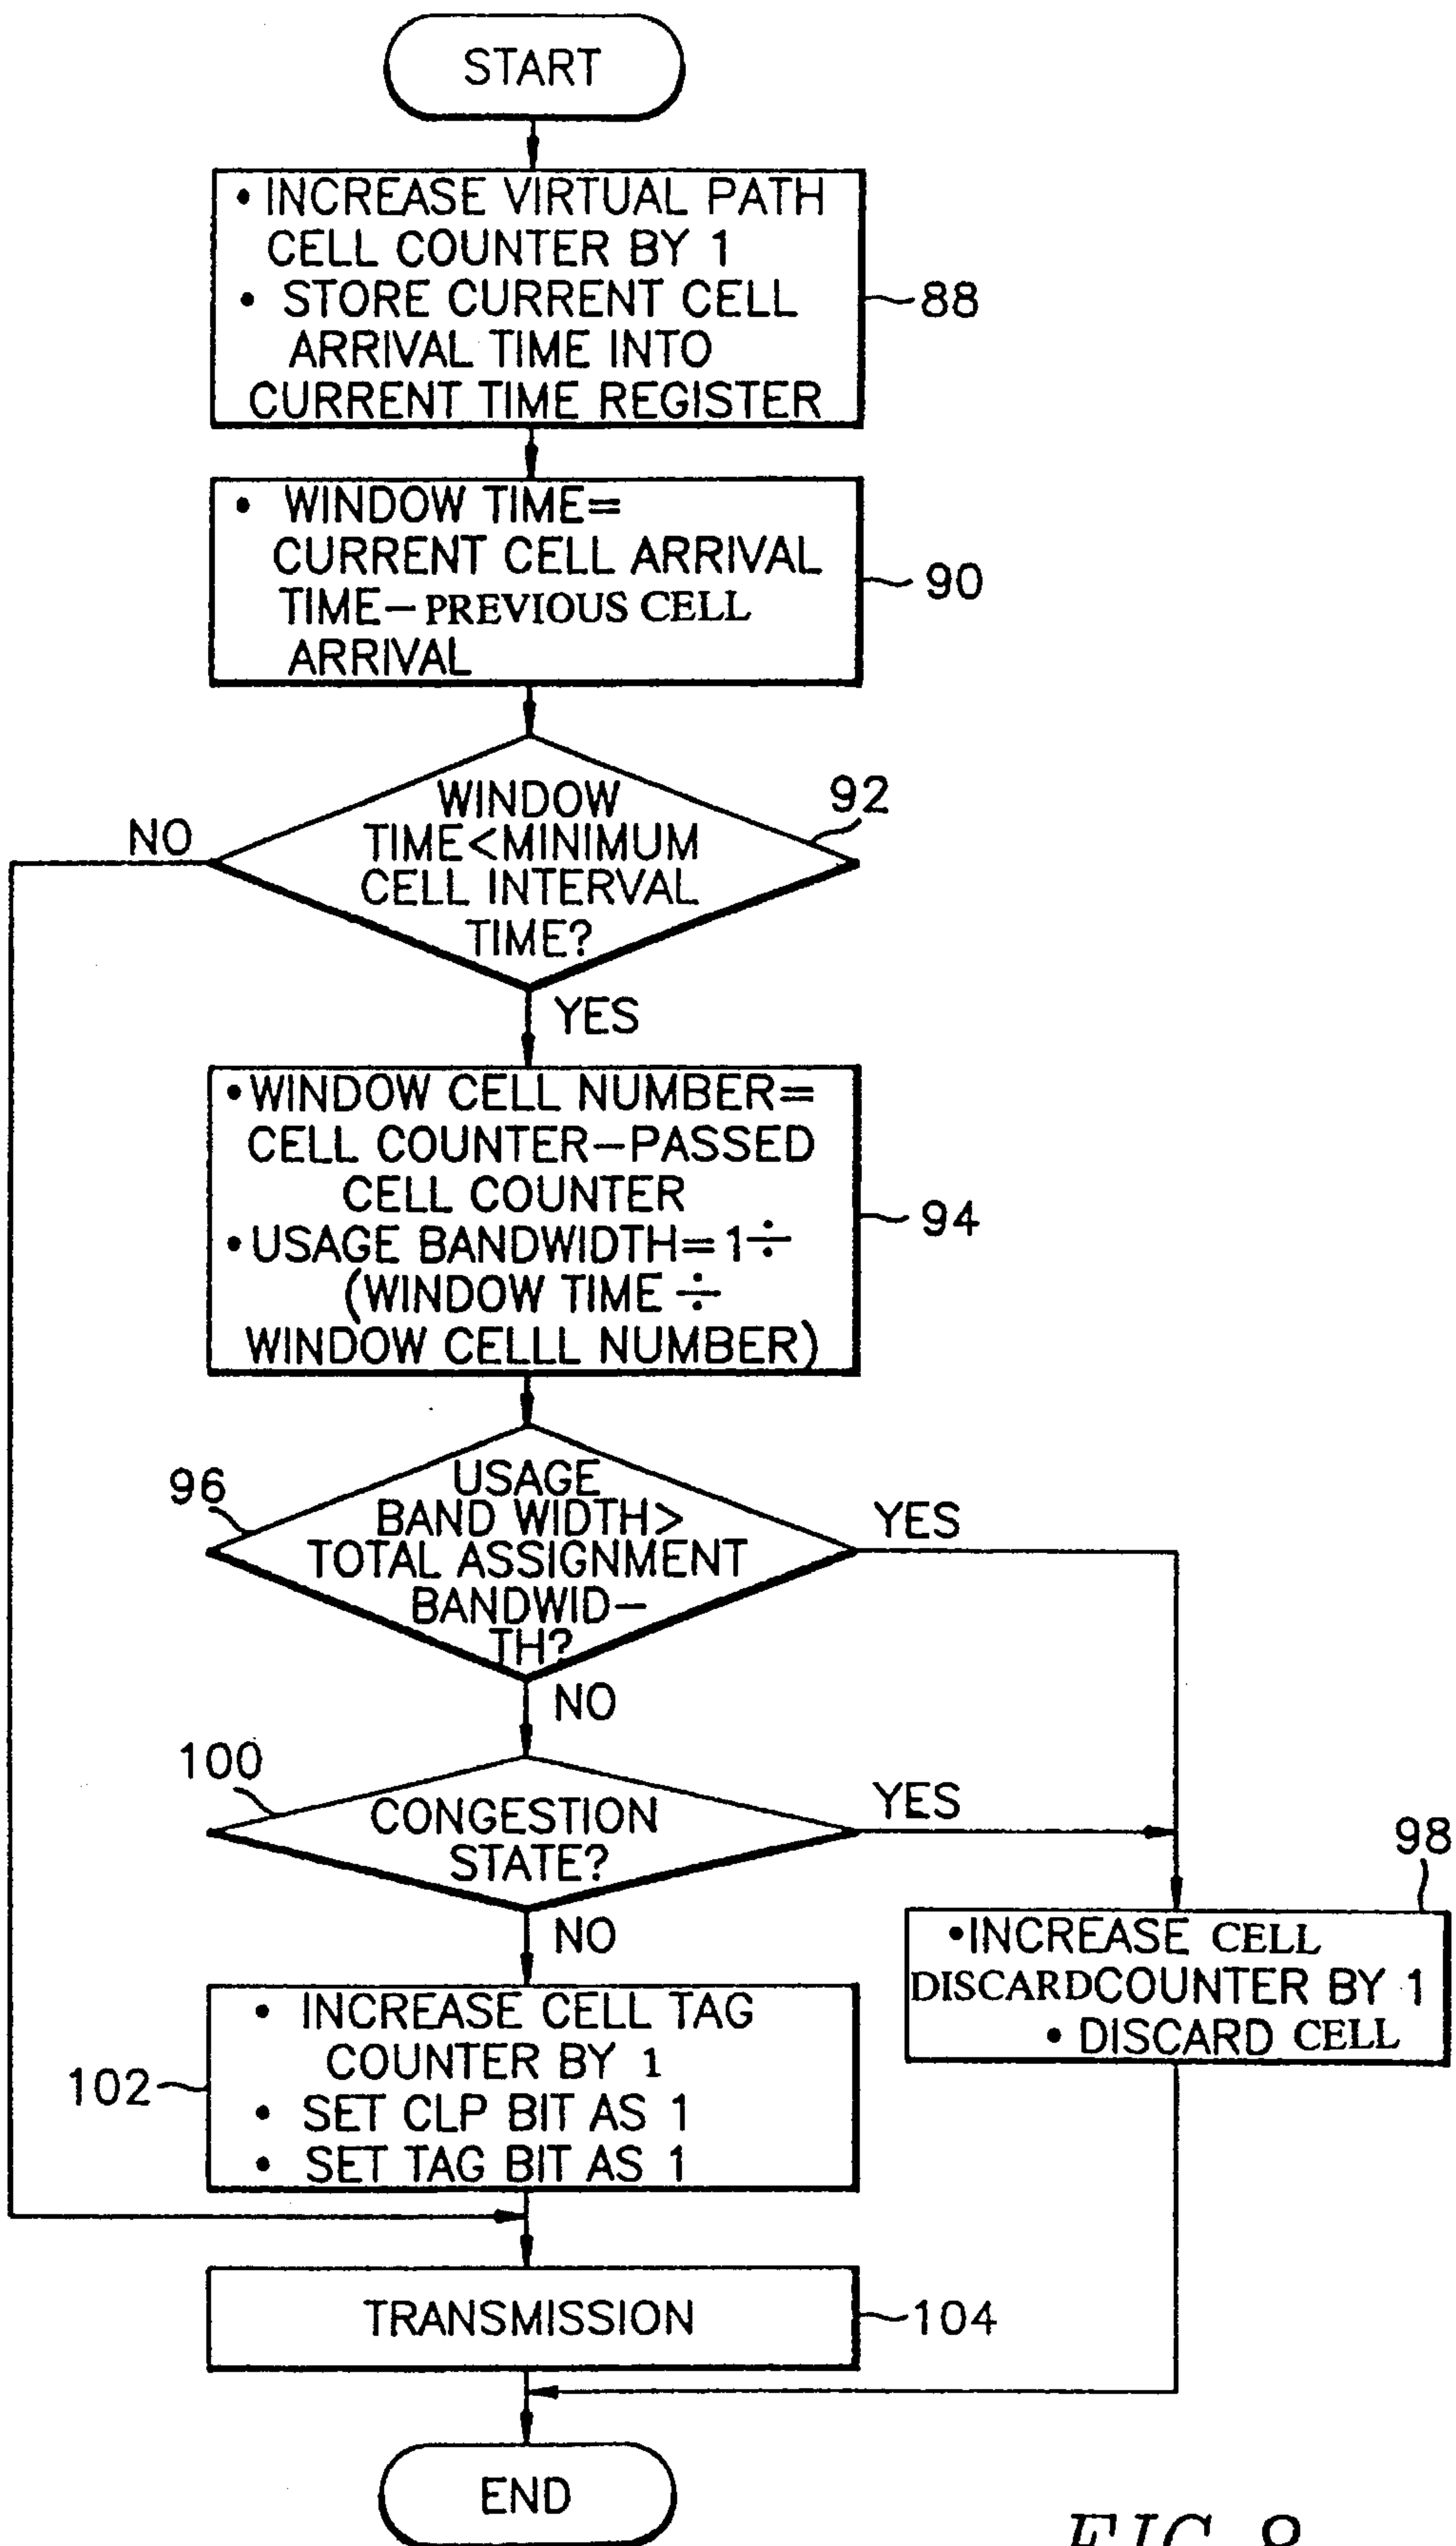 START
• INCREASE VIRTUAL PATH
CELL COUNTER BY 1
• STORE CURRENT CELL
ARRIVAL TIME INTO
CURRENT TIME REGISTER
88
• WINDOW TIME=
CURRENT CELL ARRIVAL
TIME–PREVIOUS CELL
ARRIVAL
90
WINDOW
TIME<MINIMUM
CELL INTERVAL
TIME?
92
NO
YES
• WINDOW CELL NUMBER=
CELL COUNTER–PASSED
CELL COUNTER
• USAGE BANDWIDTH=1÷
(WINDOW TIME÷
WINDOW CELLL NUMBER)
94
96
USAGE
BAND WIDTH>
TOTAL ASSIGNMENT
BANDWID–
TH?
YES
NO
100
CONGESTION
STATE?
YES
NO
98
•INCREASE CELL
DISCARDCOUNTER BY 1
• DISCARD CELL
• INCREASE CELL TAG
COUNTER BY 1
• SET CLP BIT AS 1
• SET TAG BIT AS 1
102
TRANSMISSION
104
END
FIG. 8